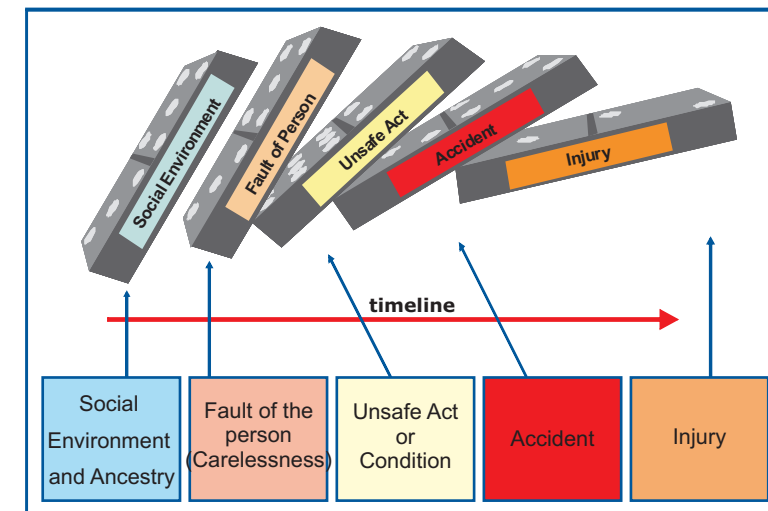 Social Environment
Fault of Person
Unsafe Act
Accident
Injury
timeline
Social
Environment
and Ancestry
Fault of the
person
(Carelessness)
Unsafe Act
or
Condition
Accident
Injury